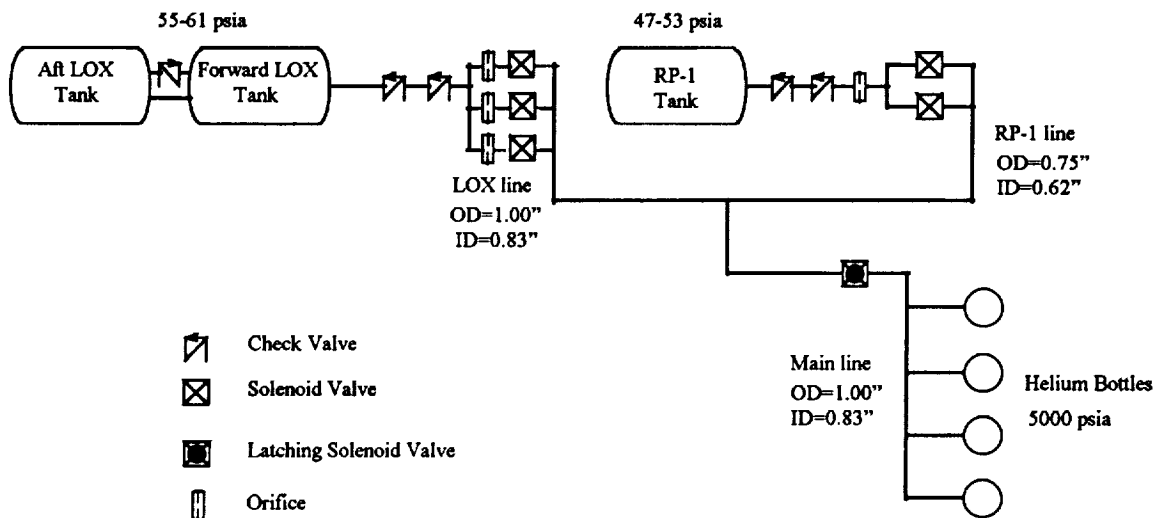 55-61 psia
47-53 psia
Aft LOX
Tank
Forward LOX
Tank
RP-1
Tank
RP-1 line
OD=0.75”
ID=0.62”
LOX line
OD=1.00”
ID=0.83”
Check Valve
Solenoid Valve
Latching Solenoid Valve
Orifice
Main line
OD=1.00”
ID=0.83”
Helium Bottles
5000 psia